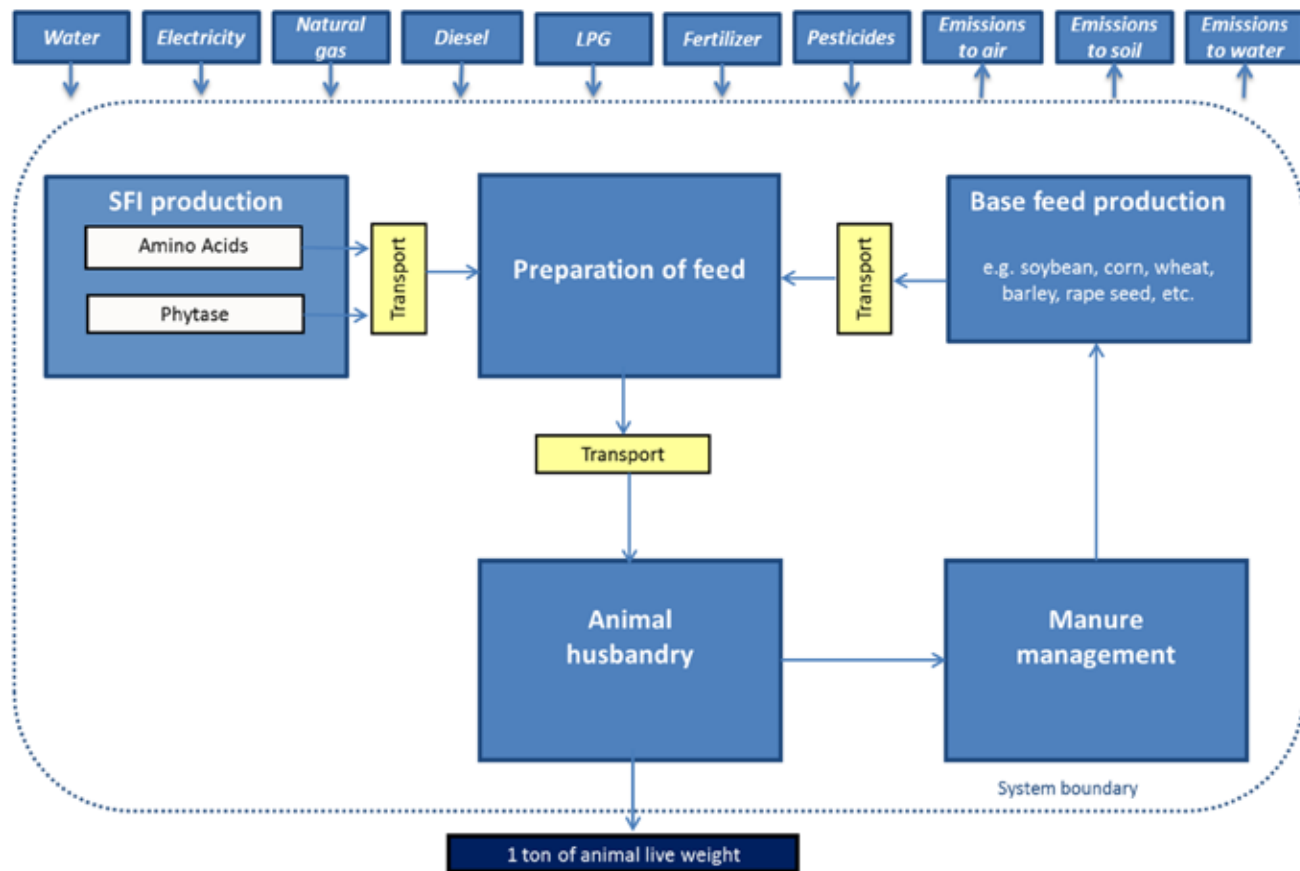 Water
Electricity
Natural
gas
Diesel
LPG
Fertilizer
Pesticides
Emissions
to air
Emissions
to soil
Emissions
to water
SFI production
Amino Acids
Phytase
Transport
Preparation of feed
Transport
Base feed production
e.g. soybean, corn, wheat,
barley, rape seed, etc.
Transport
Animal
husbandry
Manure
management
System boundary
1 ton of animal live weight